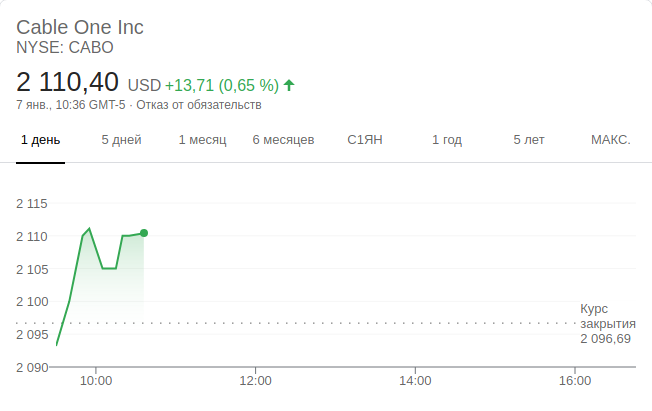 Cable One Inc
NYSE: CABO
2 110,40 USD +13,71 (0,65 %)
7 янв., 10:36 GMT-5 · Отказ от обязательств
1 день 5 дней 1 месяц 6 месяцев С1ЯН 1 год 5 лет МАКС.
2 115
2 110
2 105
2 100
2 095
2 090
Курс
закрытия
2 096,69
10:00 12:00 14:00 16:00